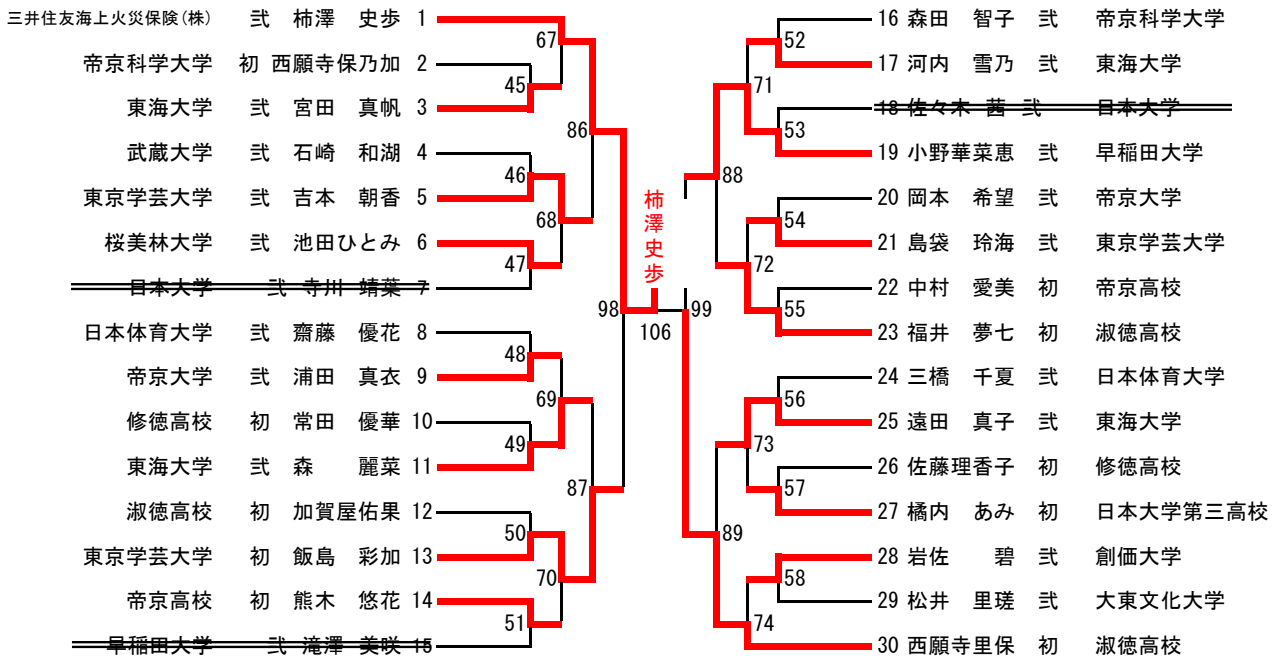 三井住友海上火災保険(株) 弐 柿澤 史歩 1
67
帝京科学大学 初 西願寺保乃加 2
45
東海大学 弐 宮田 真帆 3
86
武蔵大学 弐 石崎 和湖 4
46
東京学芸大学 弐 吉本 朝香 5
68
桜美林大学 弐 池田ひとみ 6
47
日本大学 弐 寺川 靖葉 7
98
日本体育大学 弐 齋藤 優花 8
48
帝京大学 弐 浦田 真衣 9
69
修徳高校 初 常田 優華 10
49
東海大学 弐 森 麗菜 11
87
淑徳高校 初 加賀屋佑果 12
50
東京学芸大学 初 飯島 彩加 13
70
帝京高校 初 熊木 悠花 14
51
早稲田大学 弐 滝澤 美咲 15
柿澤史歩
106
16 森田 智子 弐 帝京科学大学
52
17 河内 雪乃 弐 東海大学
71
18 佐々木 茜 弐 日本大学
53
19 小野華菜恵 弐 早稲田大学
88
20 岡本 希望 弐 帝京大学
54
21 島袋 玲海 弐 東京学芸大学
72
22 中村 愛美 初 帝京高校
55
23 福井 夢七 初 淑徳高校
99
24 三橋 千夏 弐 日本体育大学
56
25 遠田 真子 弐 東海大学
73
26 佐藤理香子 初 修徳高校
57
27 橘内 あみ 初 日本大学第三高校
89
28 岩佐 碧 弐 創価大学
58
29 松井 里瑳 弐 大東文化大学
74
30 西願寺里保 初 淑徳高校